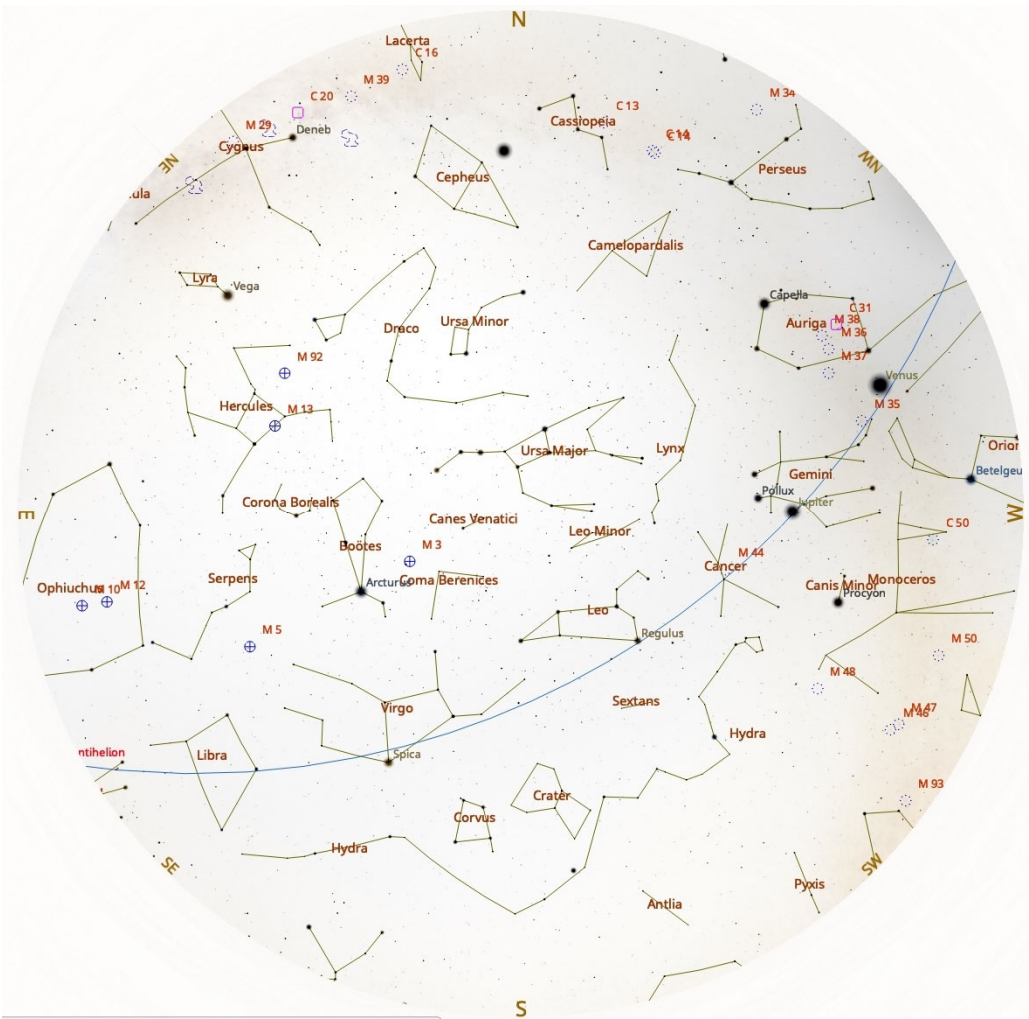 N
Lacerta
C 16
M 39
C 20
M 34
C 13
Cassiopeia
M 29
Deneb
Cygnus
C 14
NE
NW
Cepheus
Perseus
ula
Camelopardalis
Lyra
Vega
Capella
C 31
M 38
Auriga
Ursa Minor
Draco
M 36
M 92
M 37
Venus
Hercules
M 13
M 35
Ursa Major
Lynx
Orior
Gemini
Betelgeu
Pollux
Jupiter
Corona Borealis
E
W
Canes Venatici
C 50
Leo Minor
Boötes
M 3
M 44
Cancer
Serpens
Arcturus
Coma Berenices
Ophiuchus
M 10
M 12
Canis Minor
Monoceros
Procyon
Leo
M 5
Regulus
M 50
M 48
Sextans
Virgo
M 47
M 46
Hydra
ntihelion
Libra
Spica
M 93
Crater
Corvus
Hydra
SE
SW
Pyxis
Antlia
S